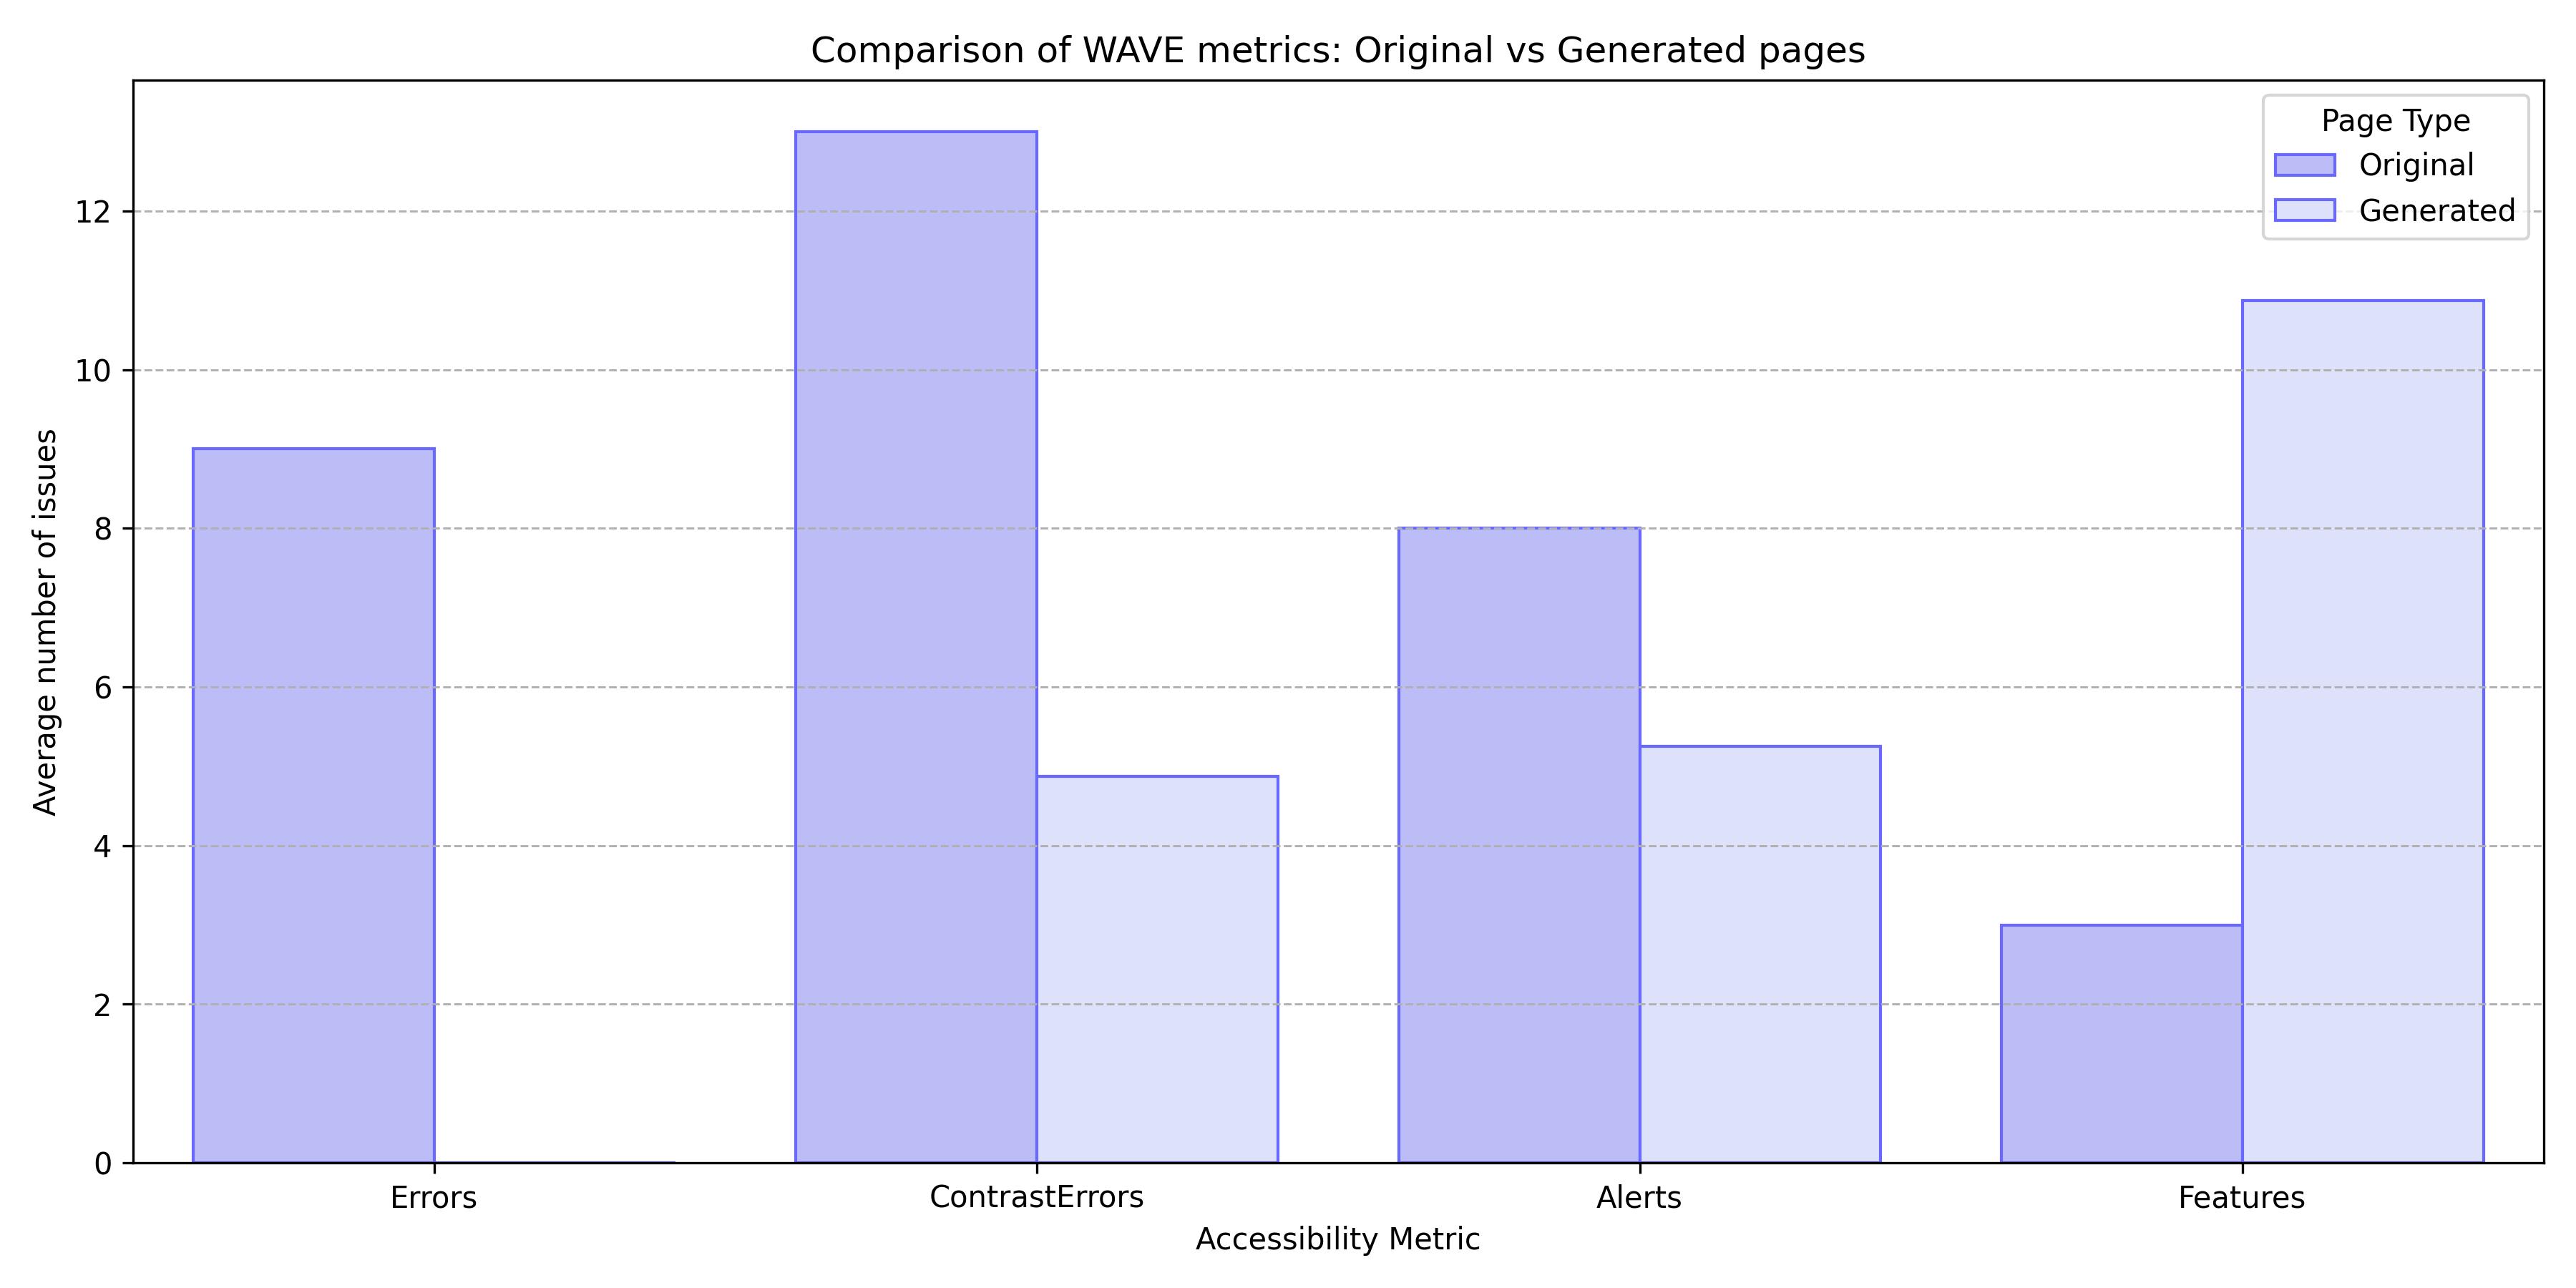 Comparison of WAVE metrics: Original vs Generated pages
Page Type
Original
Generated
Average number of issues
12
10
8
6
4
2
0
Errors
ContrastErrors
Alerts
Features
Accessibility Metric